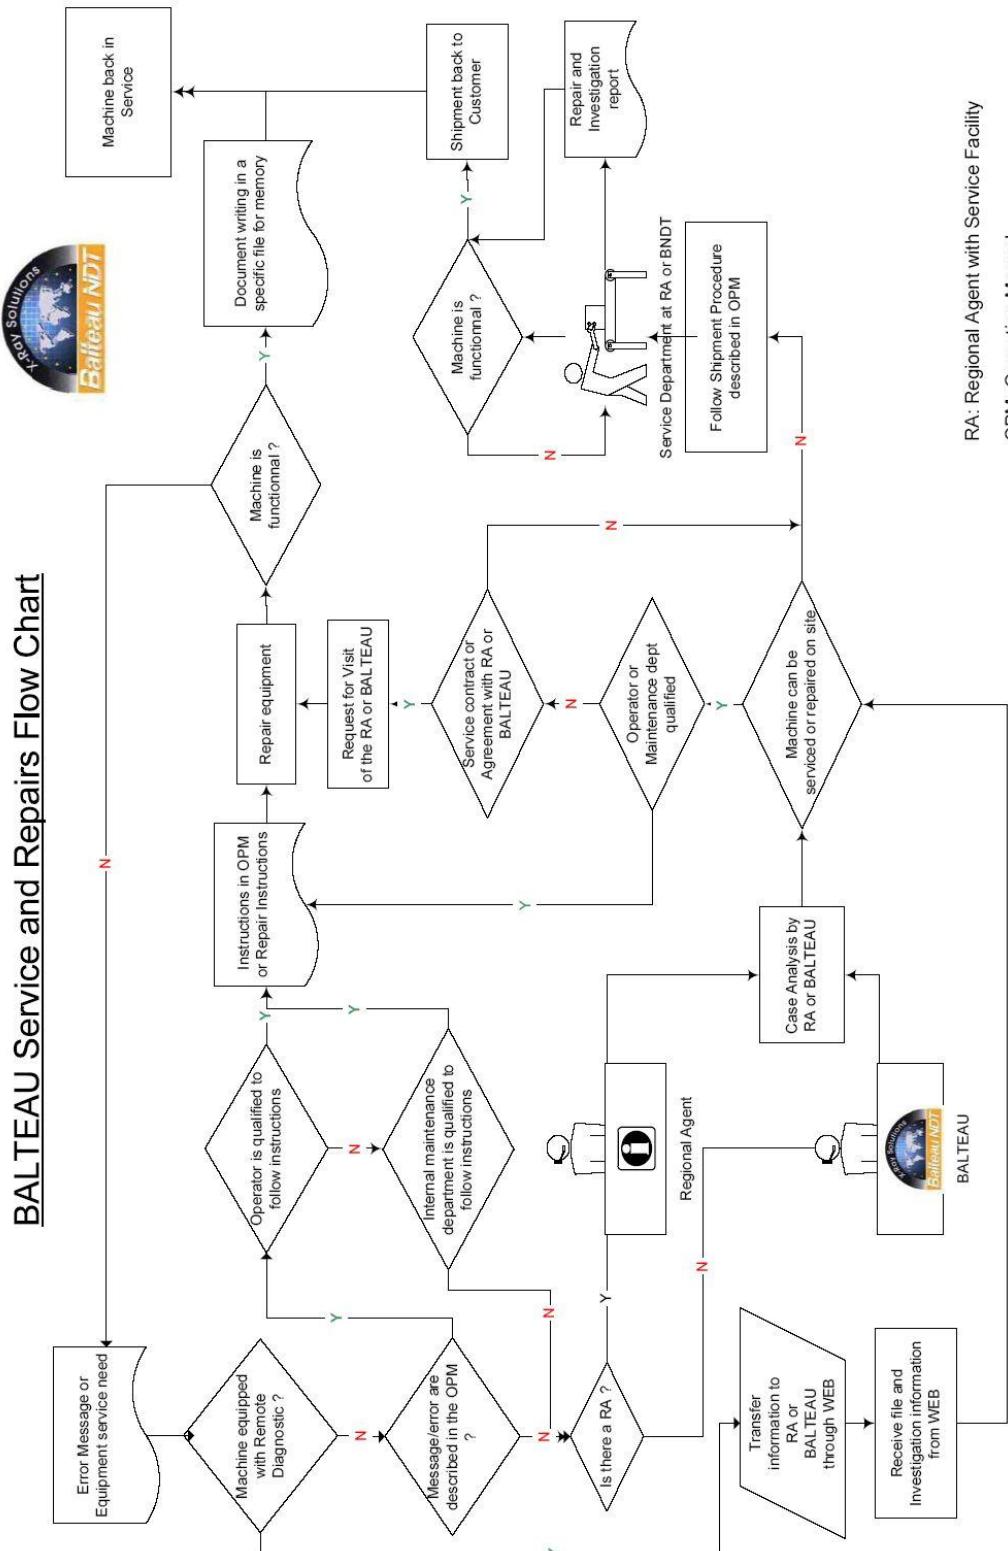 BALTEAU Service and Repairs Flow Chart
X-Ray Solutions
Balteau NDT
Error Message or
Equipment service need
Machine equipped
with Remote
Diagnostic ?
N
Message/error are
described in the OPM
?
Y
N
Operator is qualified to
follow instructions
Y
N
Internal maintenance
department is qualified to
follow instructions
Y
N
Instructions in OPM
or Repair Instructions
Repair equipment
Machine is
functionnal ?
Y
N
Document writing in a
specific file for memory
Machine back in
Service
Is there a RA ?
Y
N
Regional Agent
X-Ray Solutions
Balteau NDT
BALTEAU
Case Analysis by
RA or BALTEAU
Transfer
information to
RA or
BALTEAU
through WEB
Receive file and
Investigation information
from WEB
Machine can be
serviced or repaired on site
Y
N
Operator or
Maintenance dept
qualified
Y
N
Service contract or
Agreement with RA or
BALTEAU
Y
N
Request for Visit
of the RA or BALTEAU
Follow Shipment Procedure
described in OPM
Service Department at RA or BNDT
Machine is
functionnal ?
N
Y
Shipment back to
Customer
Repair and
Investigation
report
RA: Regional Agent with Service Facility